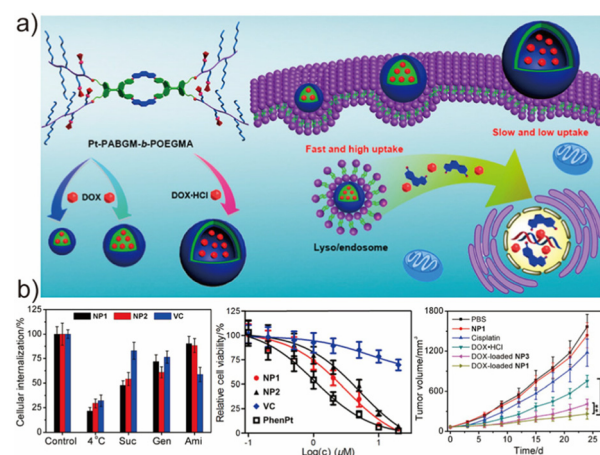 a)
Pt-PABGM-b-POEGMA
DOX
DOX·HCl
Fast and high uptake
Slow and low uptake
Lyso/endosome
b)
Cellular internalization/%
125
100
75
50
25
0
NP1 NP2 VC
Control 4°C Suc Gen Ami
Relative cell viability/%
125
100
75
50
25
0
NP1
NP2
VC
PhenPt
-1 0 1
Log(c) (μM)
Tumor volume/mm³
1800
1200
600
0
PBS
NP1
Cisplatin
DOX•HCl
DOX-loaded NP3
DOX-loaded NP1
0 5 10 15 20 25
Time/d